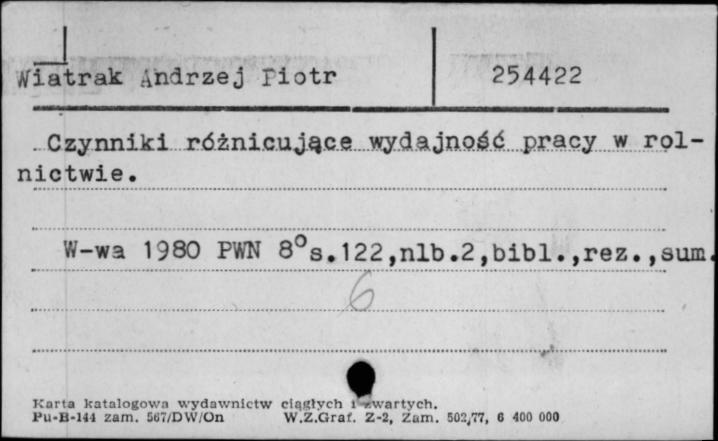 Wiatrak Andrzej Piotr 254422
Czynniki różnicujące wydajność pracy w rol-
nictwie.
W-wa 1980 PWN 8° s.122,nlb.2,bibl.,rez.,sum.
6
Karta katalogowa wydawnictw ciągłych i zwartych.
Pu-B-144 zam. 567/DW/On W.Z.Graf. Z-2, Zam. 502/77, 6 400 000